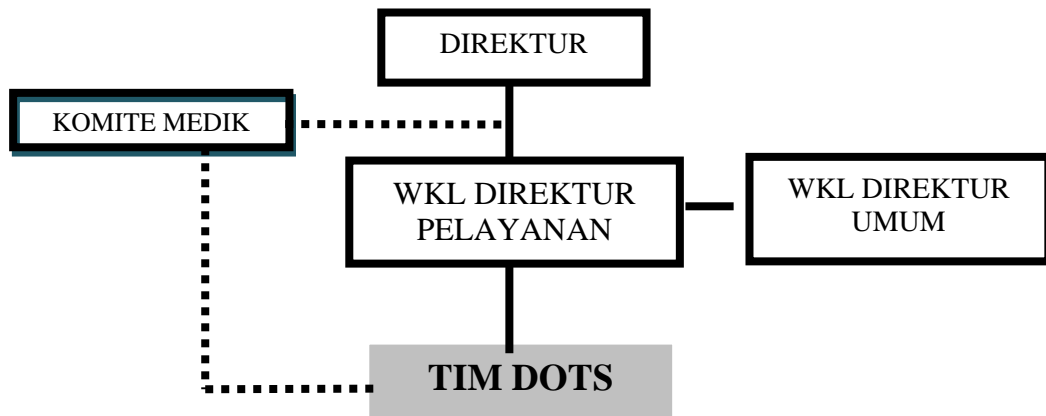 DIREKTUR
KOMITE MEDIK
WKL DIREKTUR
PELAYANAN
WKL DIREKTUR
UMUM
TIM DOTS